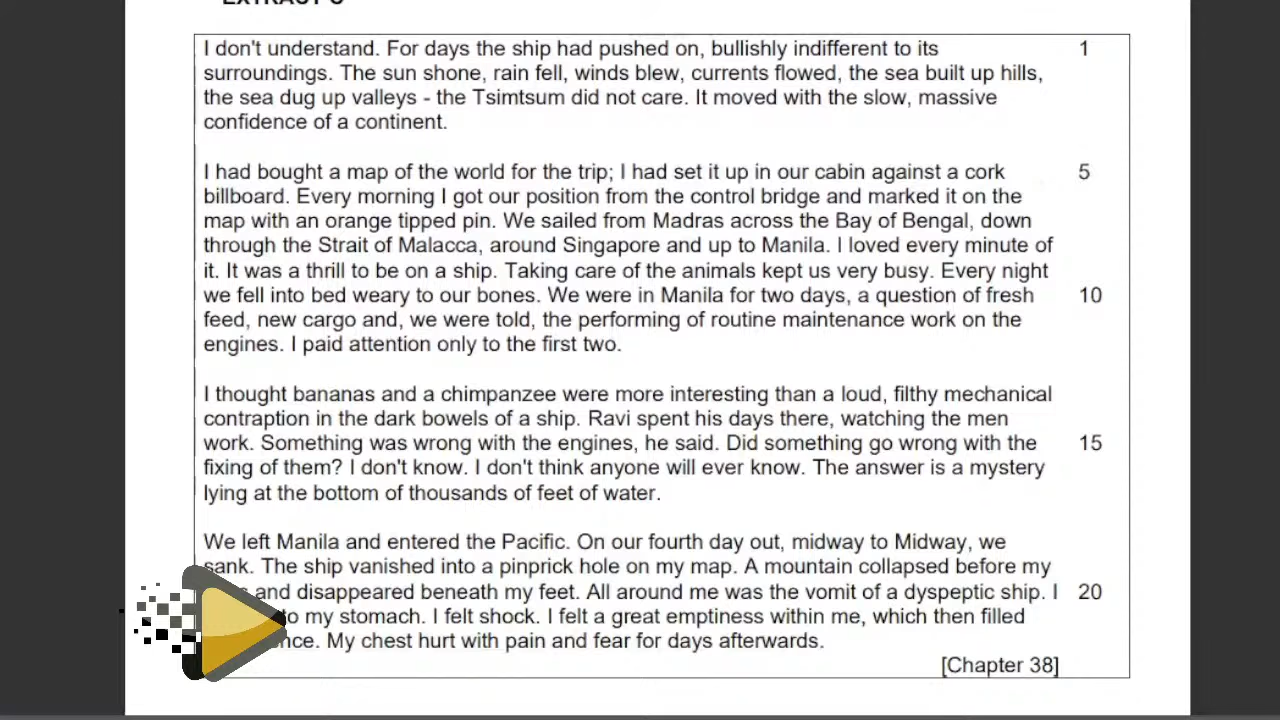 I don't understand. For days the ship had pushed on, bullishly indifferent to its 1
surroundings. The sun shone, rain fell, winds blew, currents flowed, the sea built up hills,
the sea dug up valleys - the Tsimtsum did not care. It moved with the slow, massive
confidence of a continent.
I had bought a map of the world for the trip; I had set it up in our cabin against a cork 5
billboard. Every morning I got our position from the control bridge and marked it on the
map with an orange tipped pin. We sailed from Madras across the Bay of Bengal, down
through the Strait of Malacca, around Singapore and up to Manila. I loved every minute of
it. It was a thrill to be on a ship. Taking care of the animals kept us very busy. Every night
we fell into bed weary to our bones. We were in Manila for two days, a question of fresh 10
feed, new cargo and, we were told, the performing of routine maintenance work on the
engines. I paid attention only to the first two.
I thought bananas and a chimpanzee were more interesting than a loud, filthy mechanical
contraption in the dark bowels of a ship. Ravi spent his days there, watching the men
work. Something was wrong with the engines, he said. Did something go wrong with the 15
fixing of them? I don't know. I don't think anyone will ever know. The answer is a mystery
lying at the bottom of thousands of feet of water.
We left Manila and entered the Pacific. On our fourth day out, midway to Midway, we
sank. The ship vanished into a pinprick hole on my map. A mountain collapsed before my
and disappeared beneath my feet. All around me was the vomit of a dyspeptic ship. I 20
my stomach. I felt shock. I felt a great emptiness within me, which then filled
My chest hurt with pain and fear for days afterwards.
[Chapter 38]